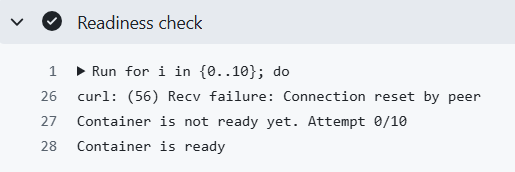 Readiness check
1 ▶ Run for i in {0..10}; do
26 curl: (56) Recv failure: Connection reset by peer
27 Container is not ready yet. Attempt 0/10
28 Container is ready